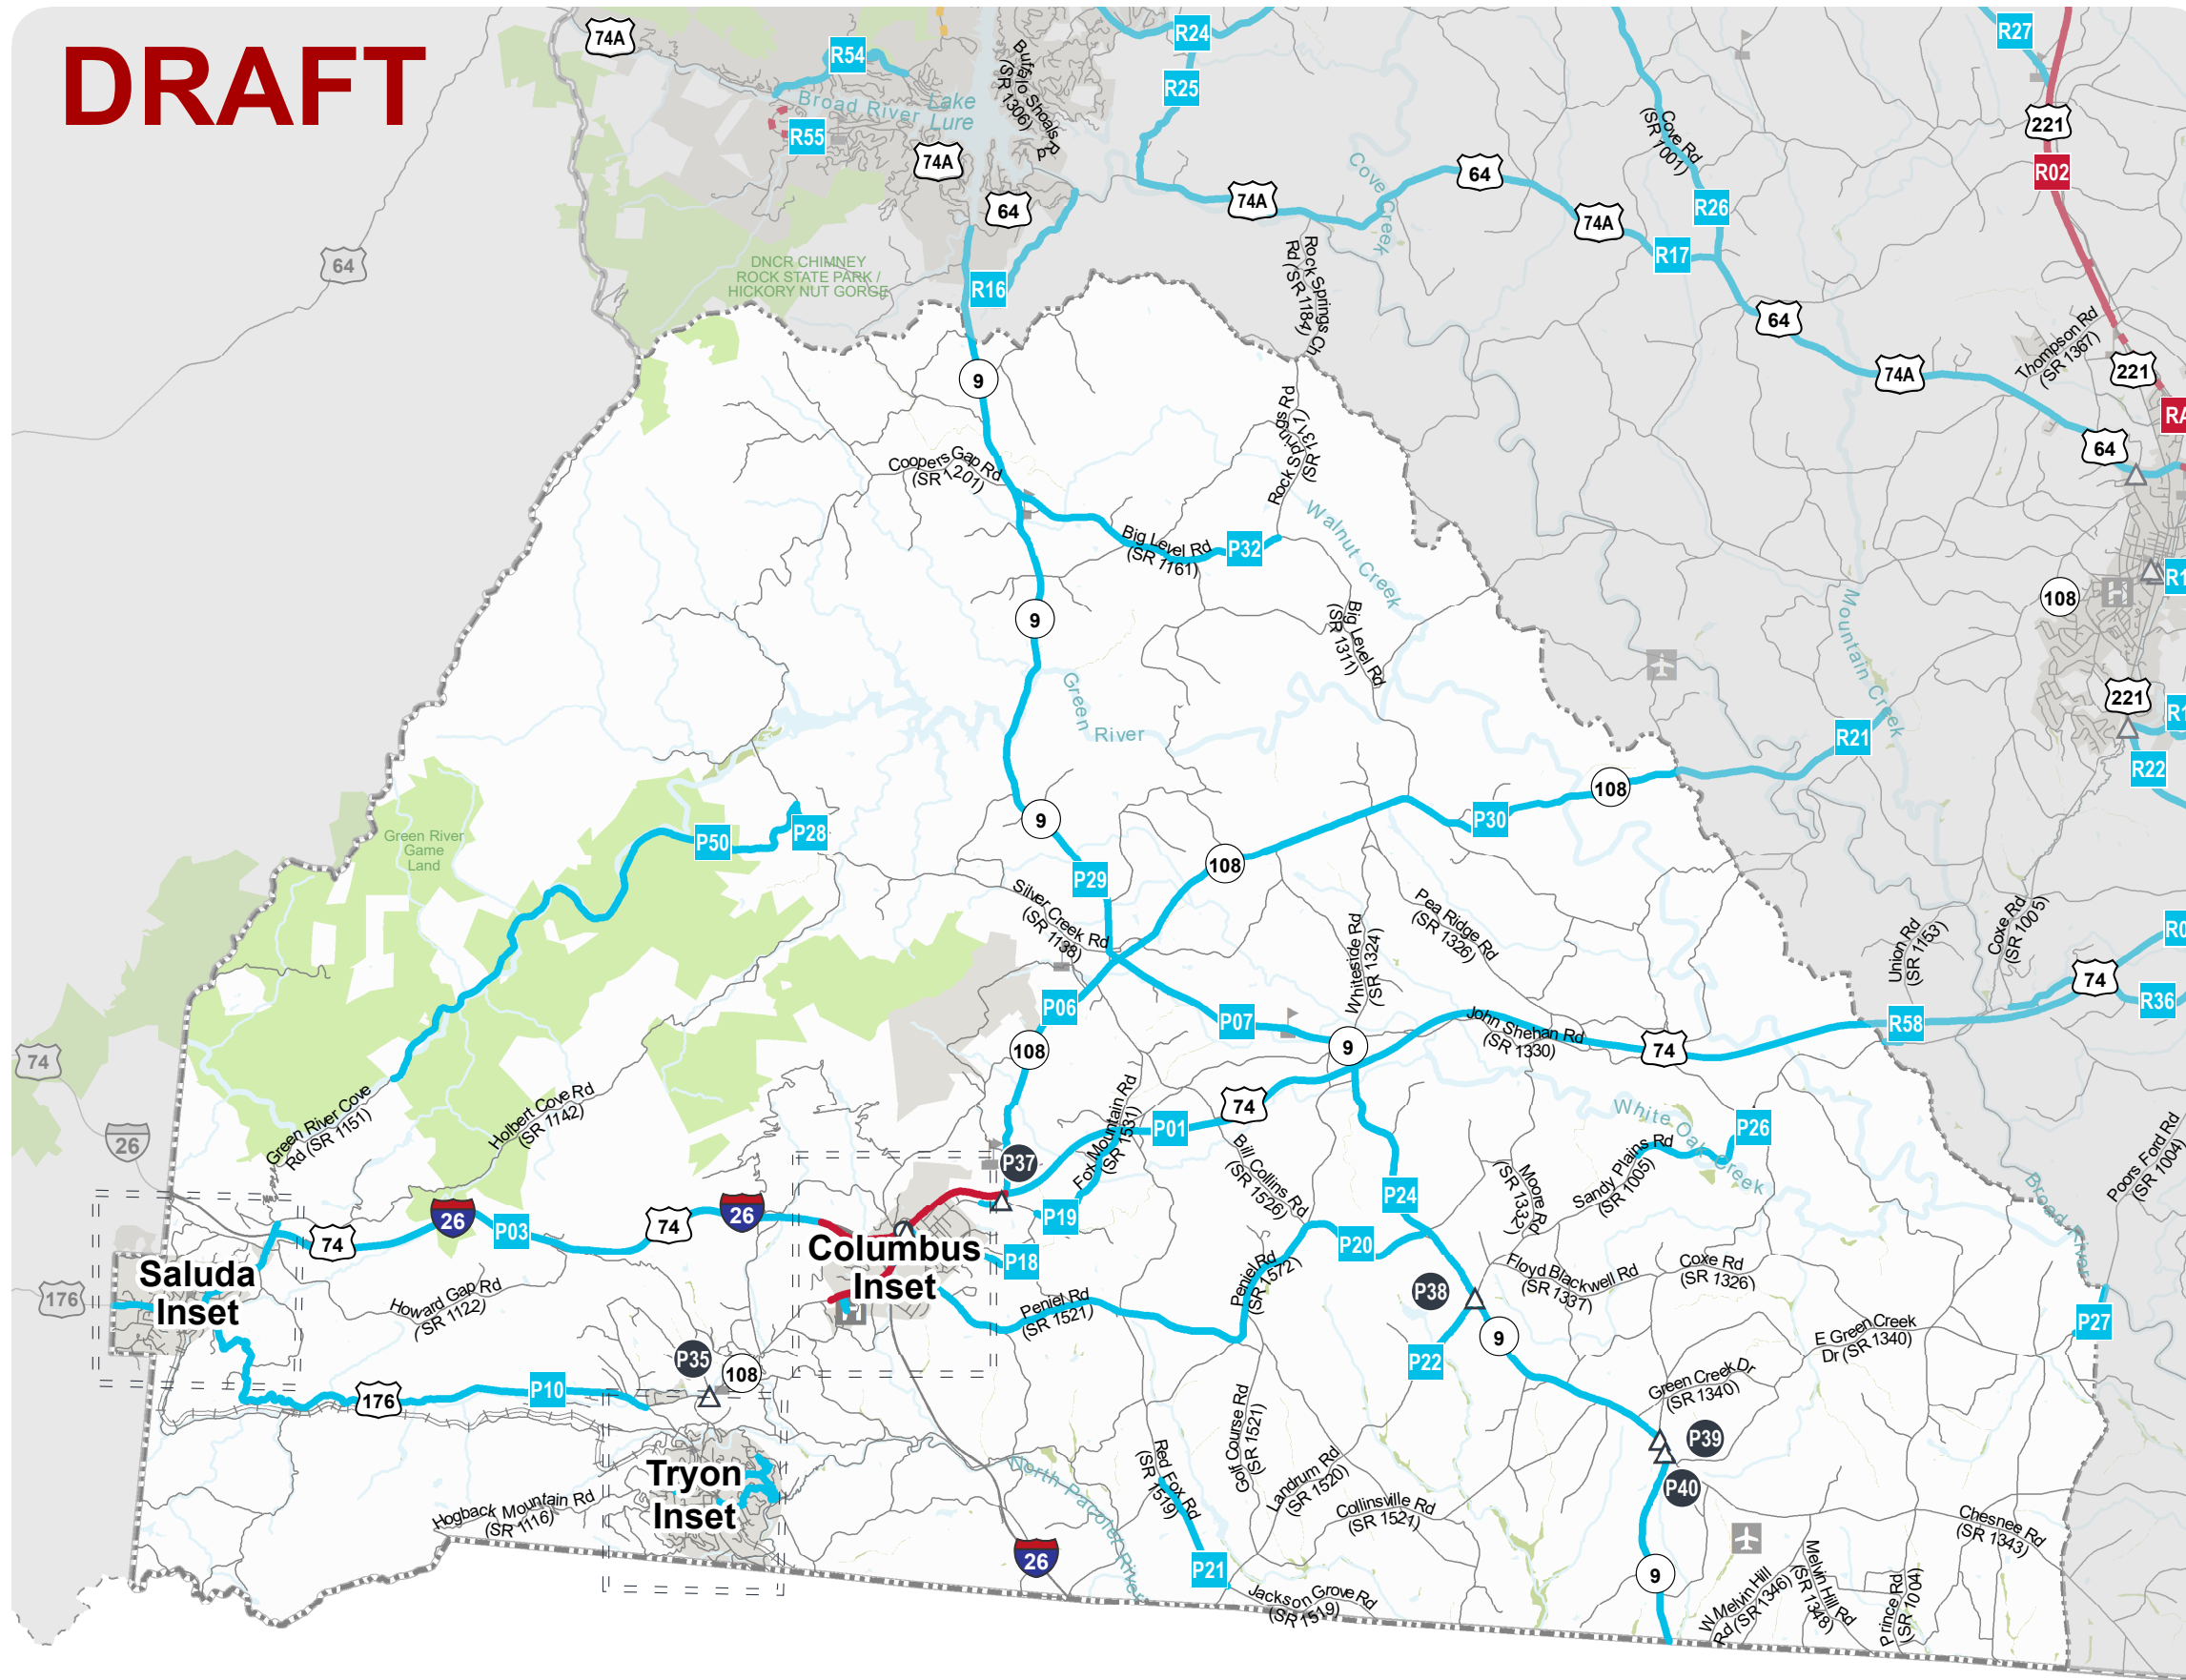 DRAFT
74A
R54
Broad River
Lake
Lure
R55
74A
64
Buffalo Shoals Rd
(SR 1306)
R24
R25
R27
221
R02
Cove Rd
(SR 1001)
Cove Creek
74A
64
74A
R26
R17
64
DNCR CHIMNEY
ROCK STATE PARK /
HICKORY NUT GORGE
R16
64
Rock Springs Ch
Rd (SR 1184)
Thompson Rd
(SR 1367)
221
74A
64
9
Coopers Gap Rd
(SR 1201)
Rock Springs Rd
(SR 1317)
Walnut Creek
Big Level Rd
(SR 1161)
P32
9
Big Level Rd
(SR 1311)
108
Mountain Creek
221
R21
R22
Green River
108
P30
Green River
Game
Land
P50
P28
9
P29
108
Silver Creek Rd
(SR 1138)
Whiteside Rd
(SR 1324)
Pea Ridge Rd
(SR 1326)
Union Rd
(SR 1153)
Coxe Rd
(SR 1005)
74
R36
R58
P06
P07
108
9
John Shehan Rd
(SR 1330)
74
74
26
Green River Cove
Rd (SR 1151)
Holbert Cove Rd
(SR 1142)
Fox Mountain Rd
(SR 1531)
P01
74
P37
P19
Bill Collins Rd
(SR 1526)
White Oak Creek
P26
Sandy Plains Rd
(SR 1005)
Moore Rd
(SR 1332)
Poors Ford Rd
(SR 1004)
Broad River
P24
P20
74
26
P03
74
26
Columbus
Inset
P18
Saluda
Inset
176
Howard Gap Rd
(SR 1122)
Peniel Rd
(SR 1521)
Peniel Rd
(SR 1572)
P38
Floyd Blackwell Rd
(SR 1331)
Coxe Rd
(SR 1326)
9
P22
E Green Creek
Dr (SR 1340)
P27
Green Creek Dr
(SR 1340)
P35
108
P10
176
P39
P40
Golf Course Rd
(SR 1521)
Landrum Rd
(SR 1520)
Collinsville Rd
(SR 1521)
Red Fox Rd
(SR 1519)
Tryon
Inset
North Pacolet River
Hogback Mountain Rd
(SR 1116)
26
P21
Jackson Grove Rd
(SR 1519)
9
W Melvin Hill
Rd (SR 1346)
Melvin Hill Rd
(SR 1348)
Prince Rd
(SR 1004)
Chesnee Rd
(SR 1343)